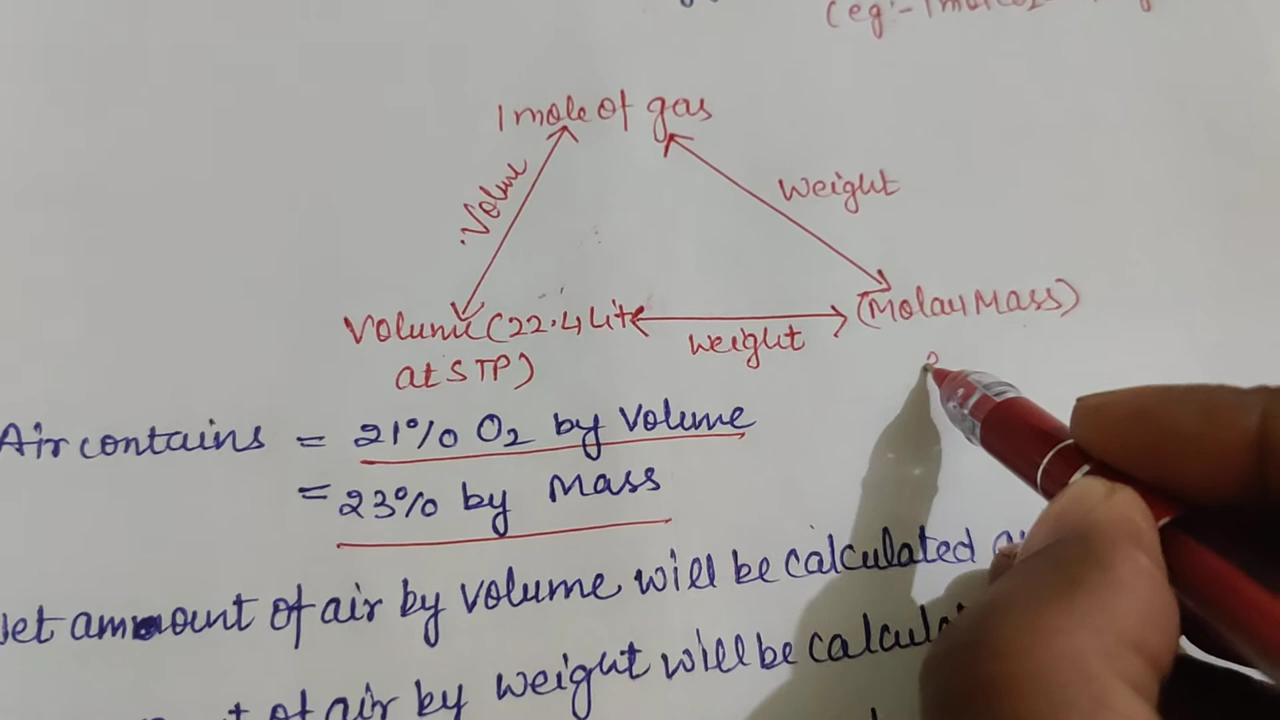 (eg:- 1
1 mole of gas
Volume
Weight
Volume (22.4 Lit
at STP)
weight
(Molar Mass)
Air contains = 21% O2 by Volume
= 23% by Mass
amount of air by volume will be calculated
of air by weight will be